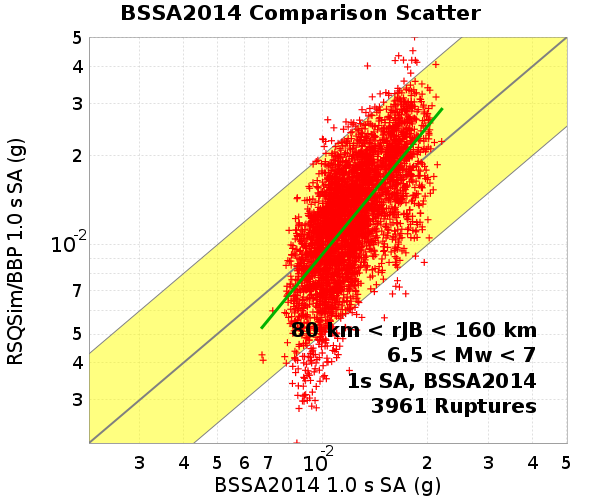 BSSA2014 Comparison Scatter
RSQSim/BBP 1.0 s SA (g)
5
4
3
2
10-2
7
5
4
3
80 km < rJB < 160 km
6.5 < Mw < 7
1s SA, BSSA2014
3961 Ruptures
3 4 5 6 7 10-2 2 3 4 5
BSSA2014 1.0 s SA (g)